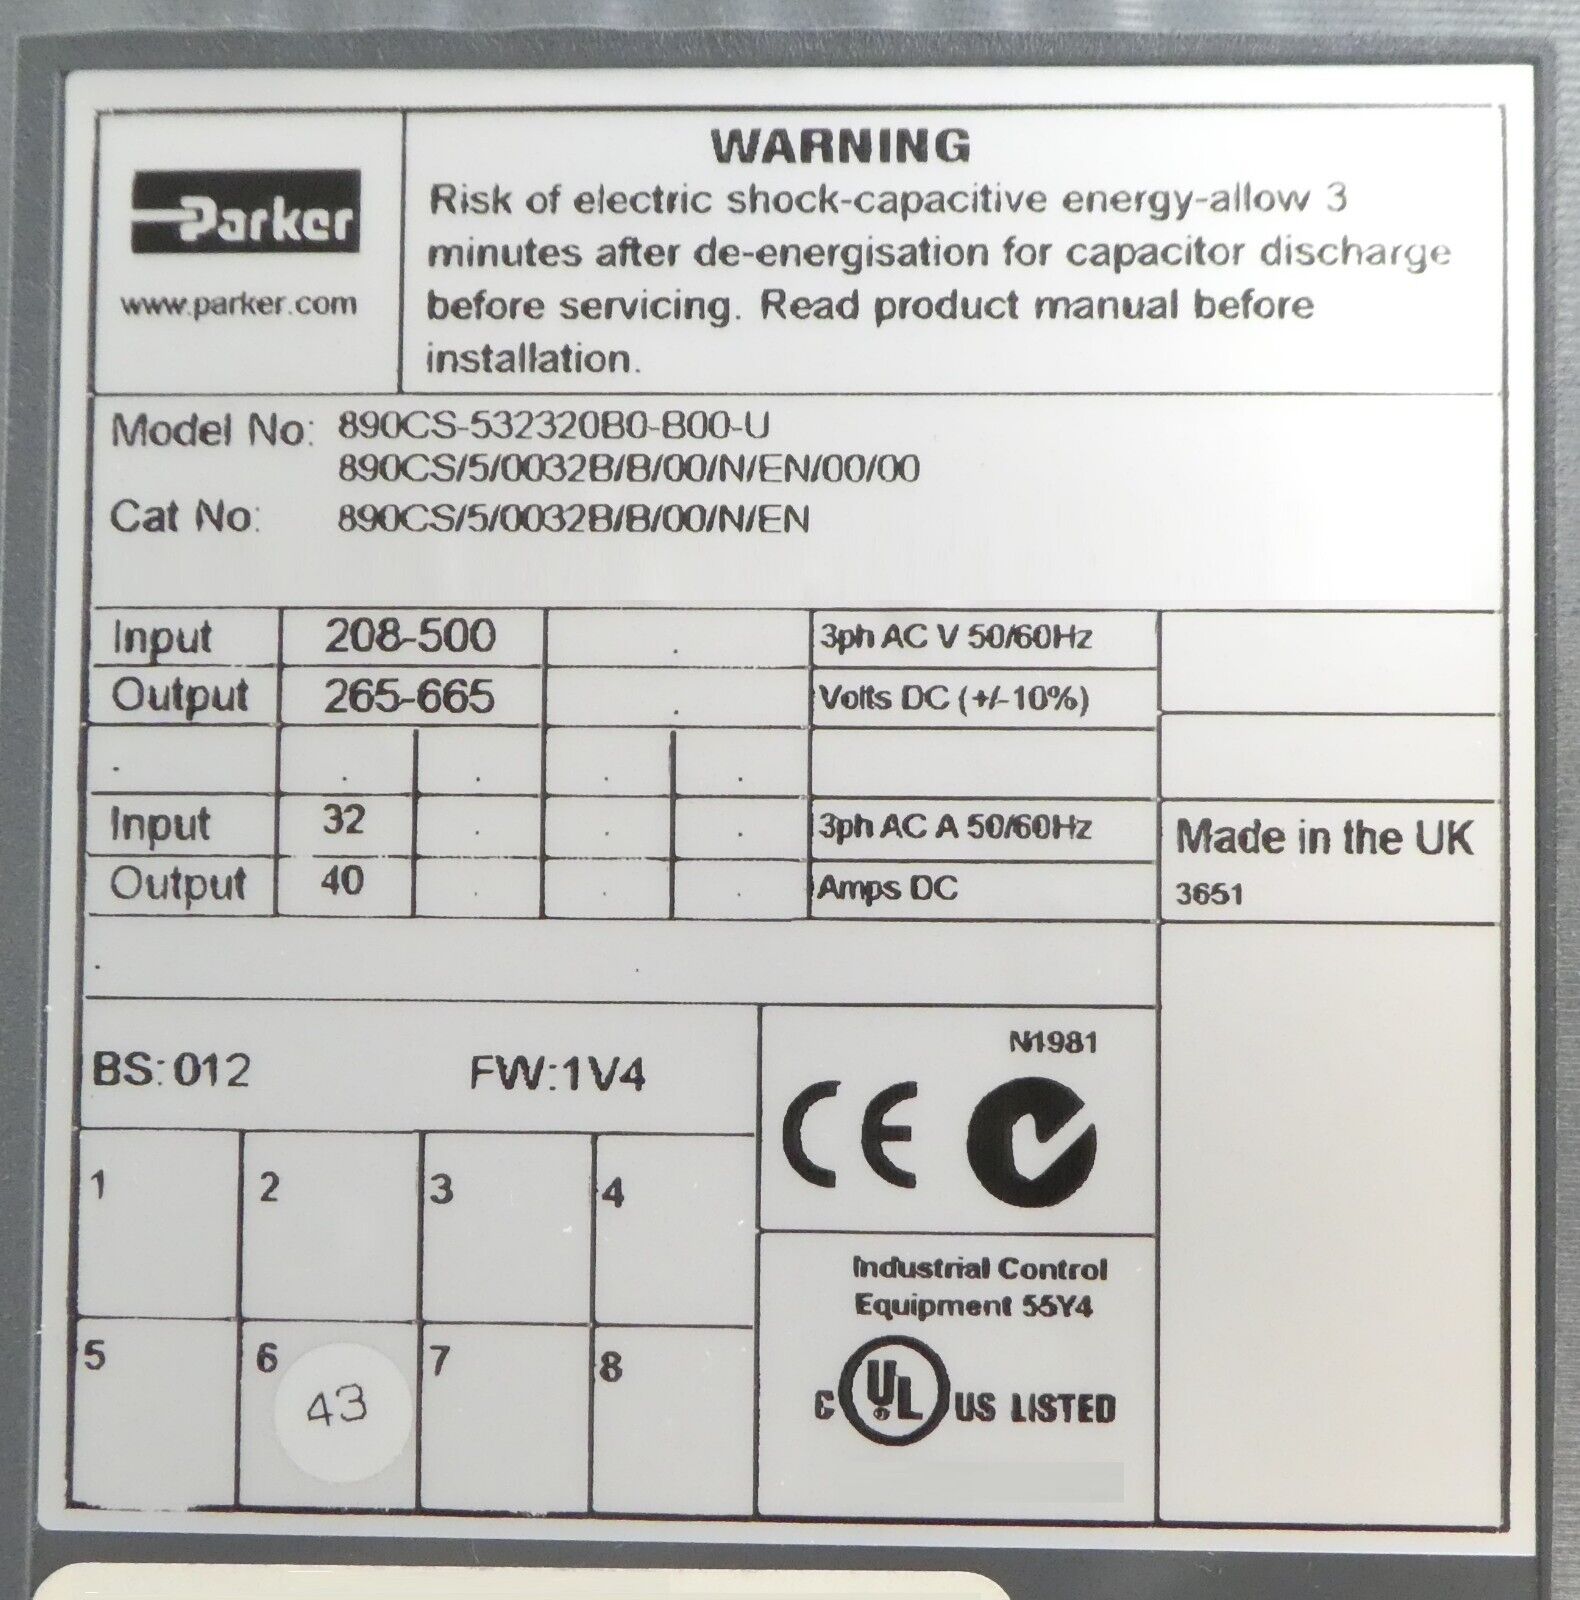 Parker
www.parker.com
WARNING
Risk of electric shock-capacitive energy-allow 3
minutes after de-energisation for capacitor discharge
before servicing. Read product manual before
installation.
Model No: 890CS-532320B0-B00-U
890CS/5/0032B/B/00/N/EN/00/00
Cat No: 890CS/5/0032B/B/00/N/EN
Input 208-500 . 3ph AC V 50/60Hz
Output 265-665 . Volts DC (+/-10%)
. . . . .
Input 32 . . . 3ph AC A 50/60Hz
Output 40 . . . Amps DC
Made in the UK
3651
. .
BS:012 FW:1V4
N1981
CE
1 2 3 4
5 6 7 8
43
Industrial Control
Equipment 55Y4
C UL ® US LISTED